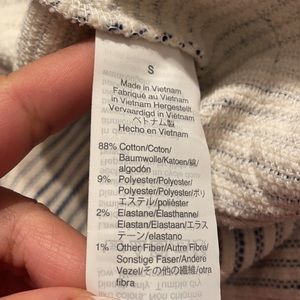 S
Made in Vietnam
Fabriqué au Vietnam
in Vietnam Hergestellt
Vervaardigd in Viëtnam
ベトナム製
Hecho en Vietnam
88% Cotton/Coton/
Baumwolle/Katoen/綿/
algodón
9% Polyester/Polyester/
Polyester/Polyester/ポリ
エステル/poliéster
2% Elastane/Élasthanne/
Elastan/Elastaan/エラス
テーン/elastano
1% Other Fiber/Autre Fibre/
Sonstige Faser/Andere
Vezel/その他の繊維/otra
fibra